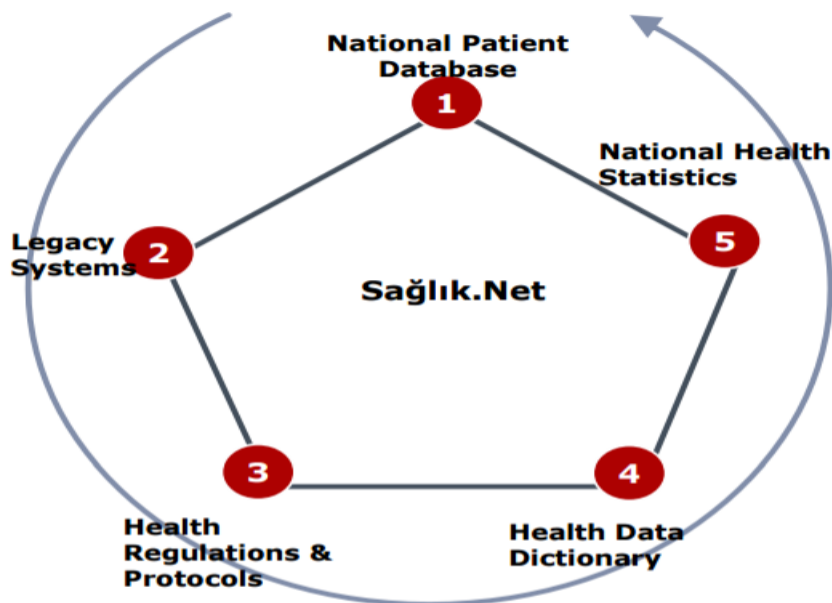 National Patient
Database
1
National Health
Statistics
5
Legacy
Systems
2
Sağlık.Net
3
4
Health
Regulations &
Protocols
Health Data
Dictionary